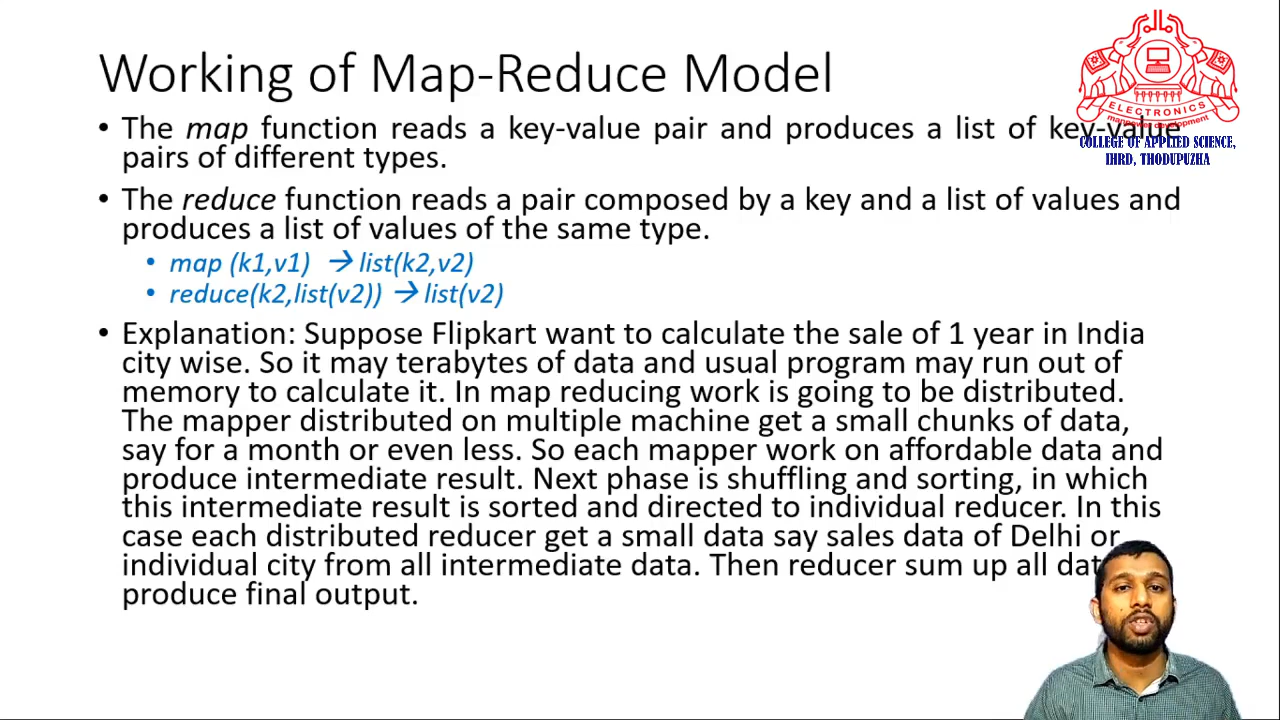 Working of Map-Reduce Model
• The map function reads a key-value pair and produces a list of key-value
pairs of different types.
• The reduce function reads a pair composed by a key and a list of values and
produces a list of values of the same type.
• map (k1,v1) → list(k2,v2)
• reduce(k2,list(v2)) → list(v2)
• Explanation: Suppose Flipkart want to calculate the sale of 1 year in India
city wise. So it may terabytes of data and usual program may run out of
memory to calculate it. In map reducing work is going to be distributed.
The mapper distributed on multiple machine get a small chunks of data,
say for a month or even less. So each mapper work on affordable data and
produce intermediate result. Next phase is shuffling and sorting, in which
this intermediate result is sorted and directed to individual reducer. In this
case each distributed reducer get a small data say sales data of Delhi or
individual city from all intermediate data. Then reducer sum up all
produce final output.
ELECTRONICS
manpower development
COLLEGE OF APPLIED SCIENCE,
IHRD, THODUPUZHA